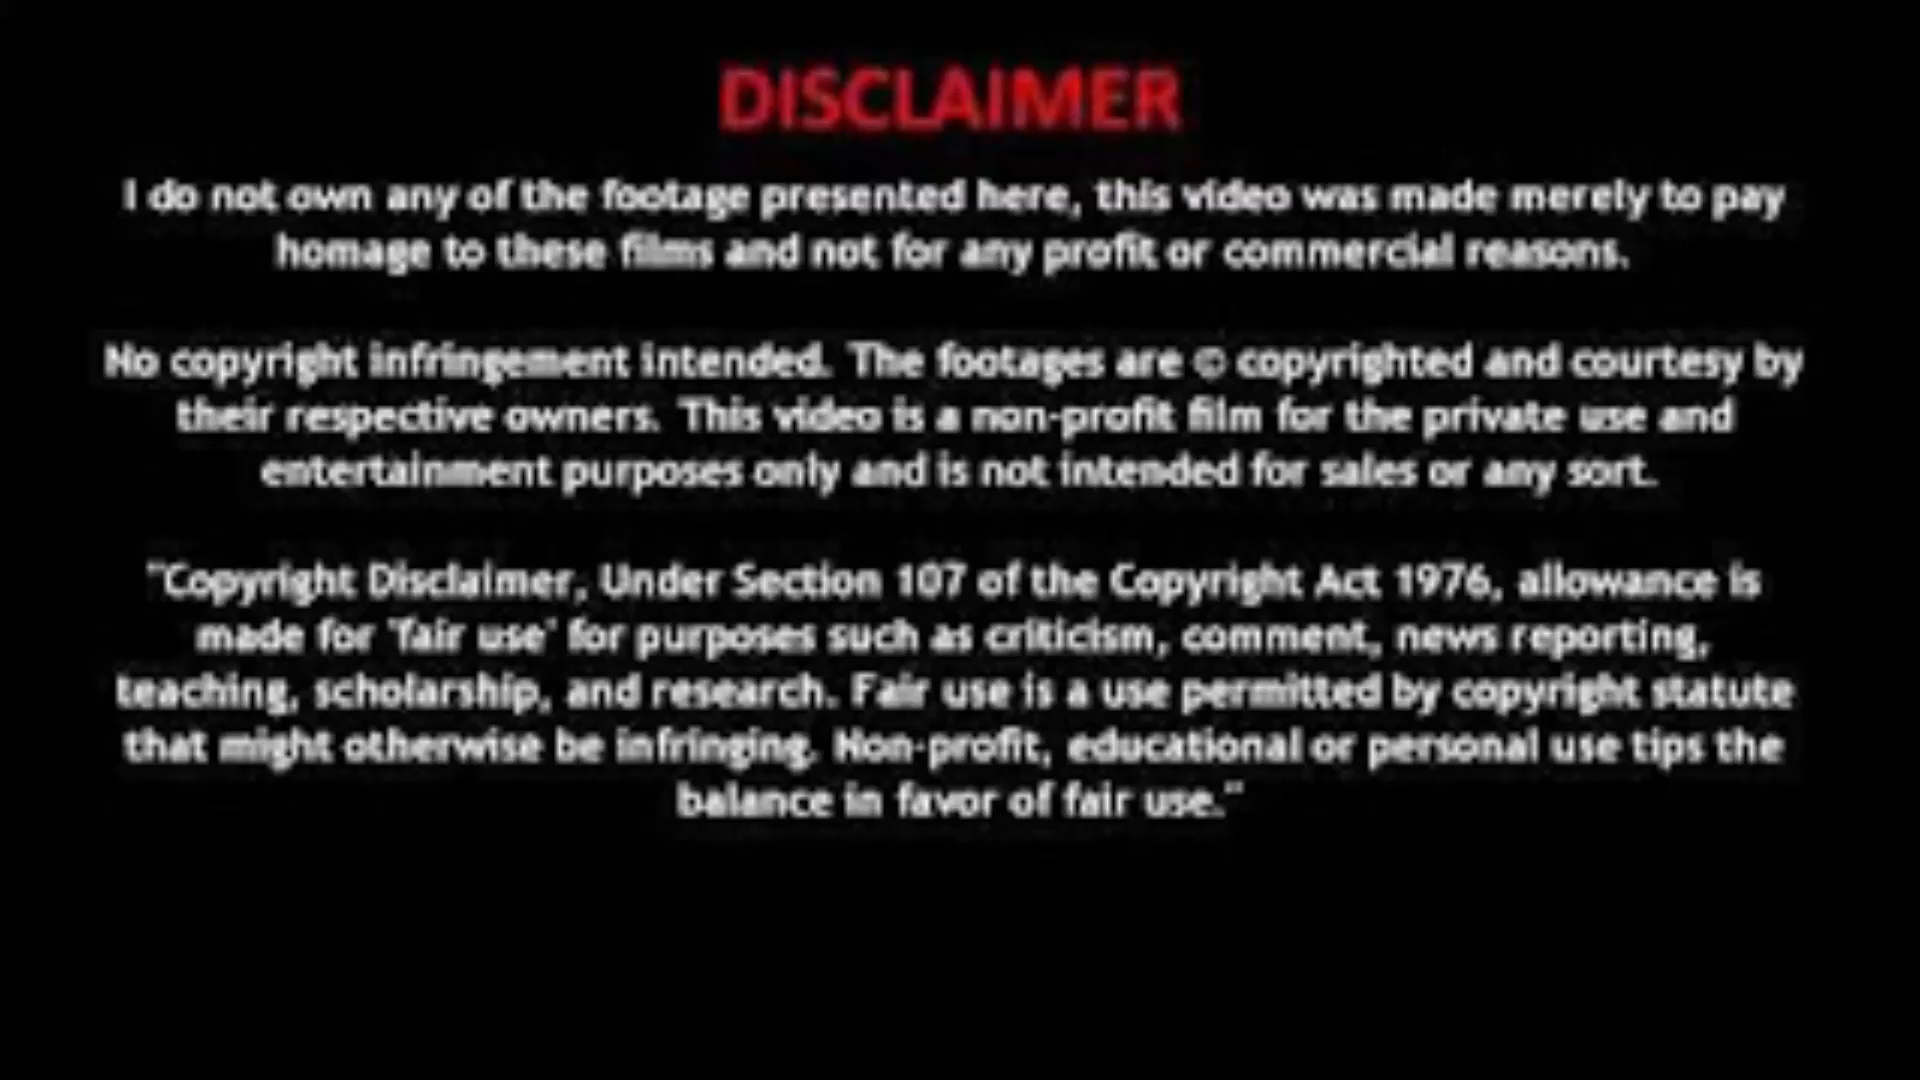 DISCLAIMER
I do not own any of the footage presented here, this video was made merely to pay
homage to these films and not for any profit or commercial reasons.
No copyright infringement intended. The footages are © copyrighted and courtesy by
their respective owners. This video is a non-profit film for the private use and
entertainment purposes only and is not intended for sales or any sort.
"Copyright Disclaimer, Under Section 107 of the Copyright Act 1976, allowance is
made for 'fair use' for purposes such as criticism, comment, news reporting,
teaching, scholarship, and research. Fair use is a use permitted by copyright statute
that might otherwise be infringing. Non-profit, educational or personal use tips the
balance in favor of fair use."